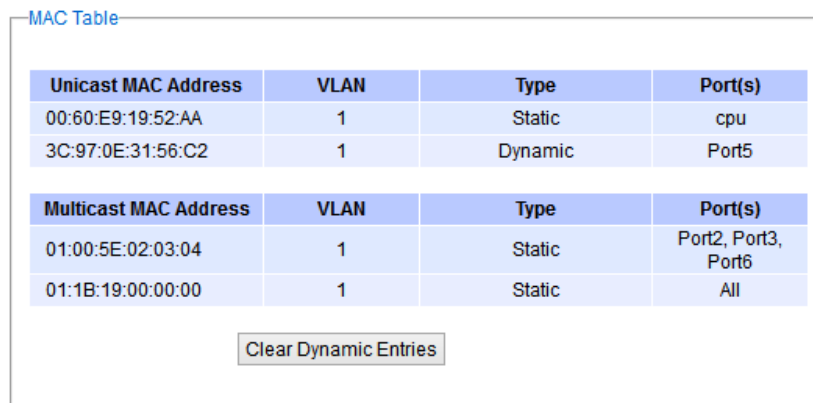 MAC Table
Unicast MAC Address VLAN Type Port(s)
00:60:E9:19:52:AA 1 Static cpu
3C:97:0E:31:56:C2 1 Dynamic Port5
Multicast MAC Address VLAN Type Port(s)
01:00:5E:02:03:04 1 Static Port2, Port3,
Port6
01:1B:19:00:00:00 1 Static All
Clear Dynamic Entries